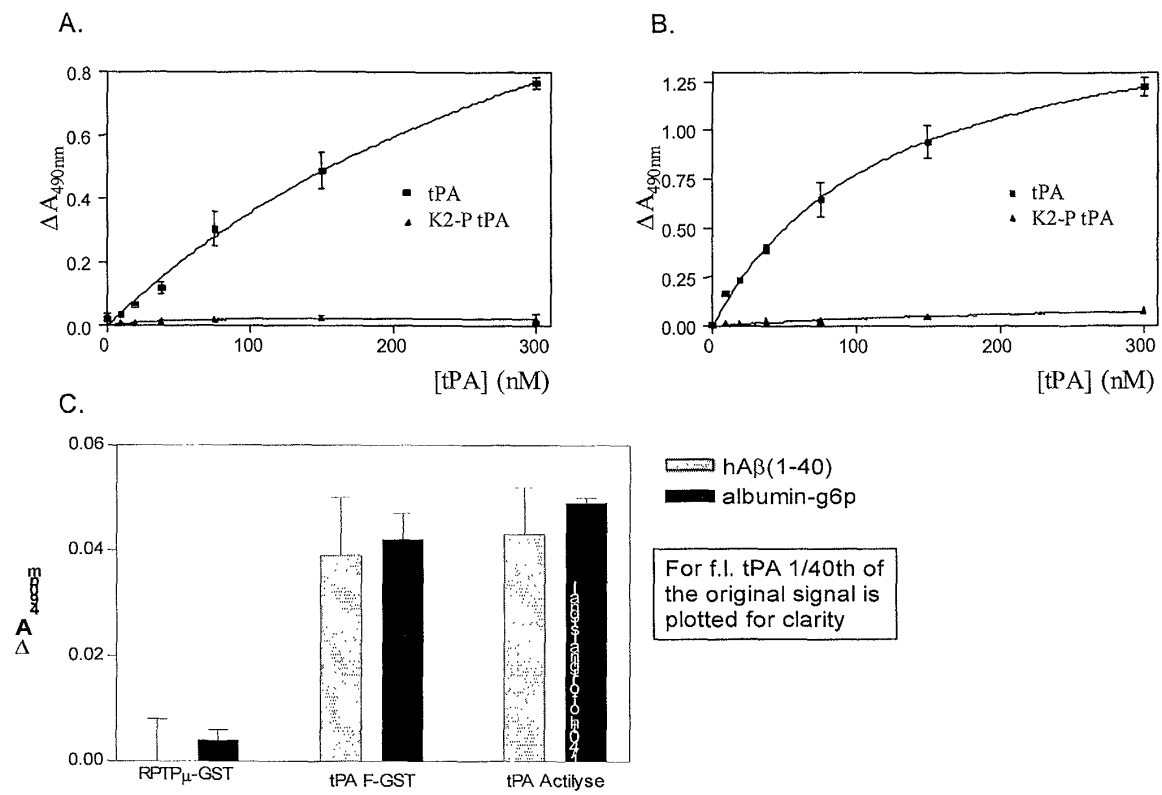 A.
B.
0.8
0.6
0.4
0.2
0.0
Δ A490nm
tPA
K2-P tPA
0
100
200
300
[tPA] (nM)
1.25
1.00
0.75
0.50
0.25
0.00
Δ A490nm
tPA
K2-P tPA
0
100
200
300
[tPA] (nM)
C.
0.06
0.04
0.02
0.00
Δ A
RPTPμ-GST
tPA F-GST
tPA Actilyse
hAβ(1-40)
albumin-g6p
For f.l. tPA 1/40th of
the original signal is
plotted for clarity